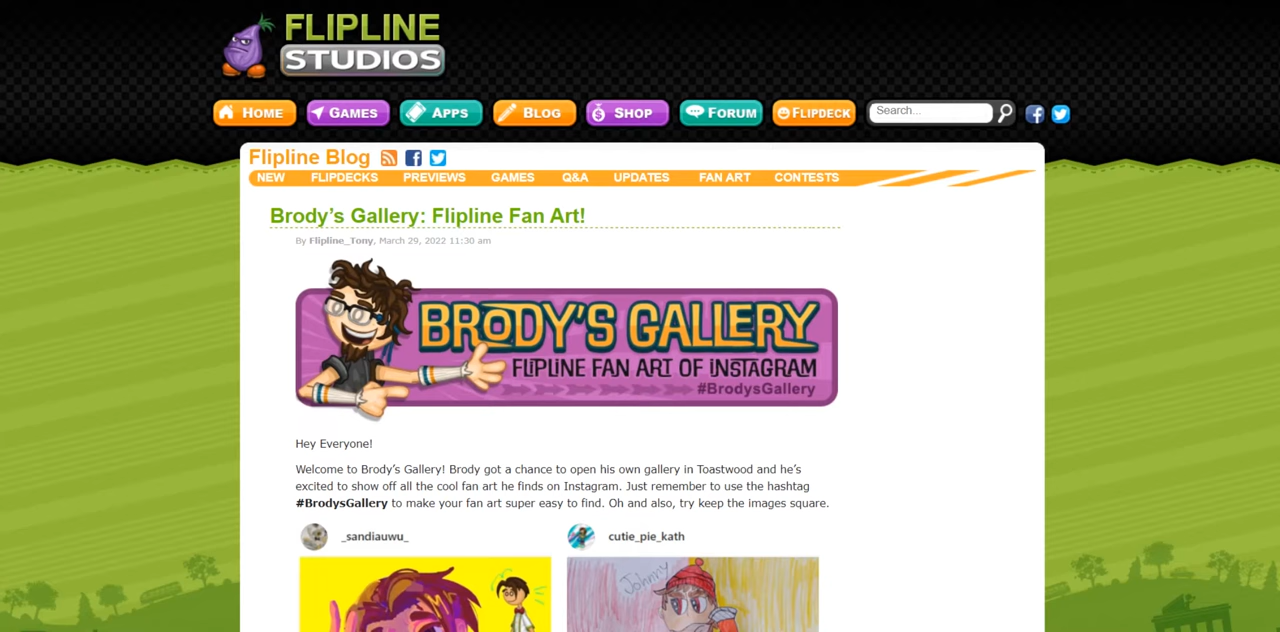 FLIPLINE
STUDIOS
HOME GAMES APPS BLOG SHOP FORUM FLIPDECK Search...
Flipline Blog
NEW FLIPDECKS PREVIEWS GAMES Q&A UPDATES FAN ART CONTESTS
Brody's Gallery: Flipline Fan Art!
By Flipline_Tony, March 29, 2022 11:30 am
BRODY'S GALLERY
FLIPLINE FAN ART OF INSTAGRAM
#BrodysGallery
Hey Everyone!
Welcome to Brody's Gallery! Brody got a chance to open his own gallery in Toastwood and he's
excited to show off all the cool fan art he finds on Instagram. Just remember to use the hashtag
#BrodysGallery to make your fan art super easy to find. Oh and also, try keep the images square.
_sandiauwu_ cutie_pie_kath
Johnny